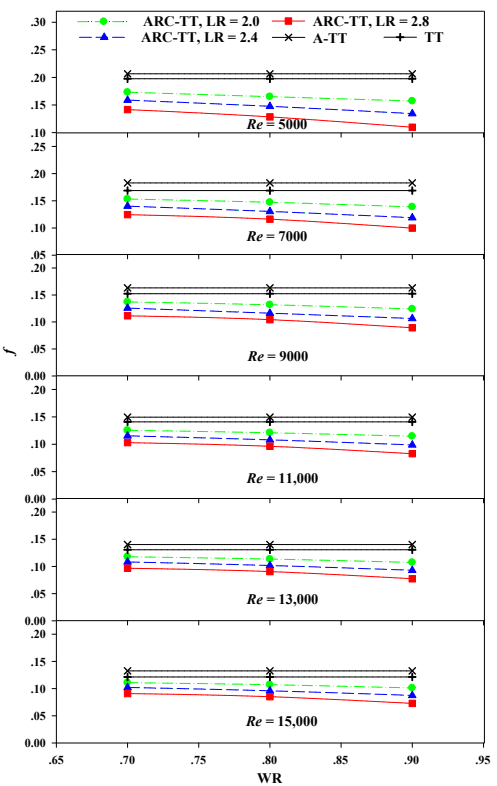 ARC-TT, LR = 2.0 ARC-TT, LR = 2.8
ARC-TT, LR = 2.4 A-TT TT
.30
.25
.20
.15
.10
Re = 5000
.25
.20
.15
.10
.05
Re = 7000
.20
.15
.10
.05
0.00
Re = 9000
f
.20
.15
.10
.05
0.00
Re = 11,000
.20
.15
.10
.05
0.00
Re = 13,000
.20
.15
.10
.05
0.00
Re = 15,000
.65 .70 .75 .80 .85 .90 .95
WR